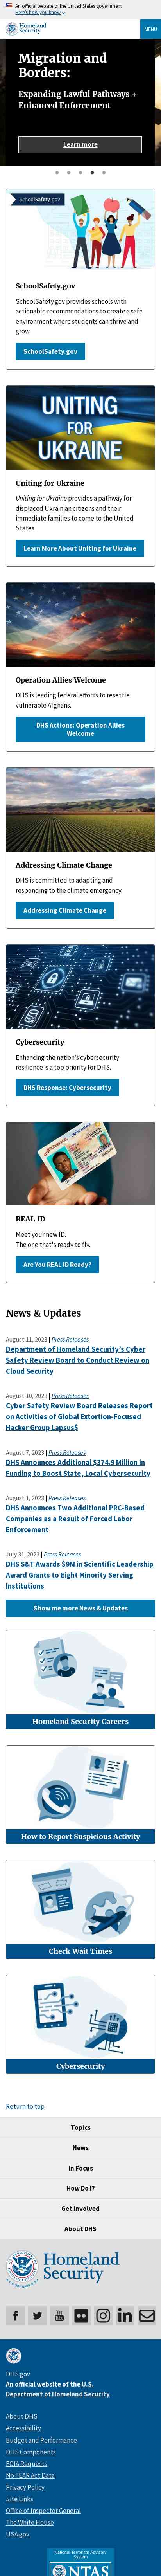 An official website of the United States government
Here's how you know
Homeland
Security
MENU
Migration and
Borders:
Expanding Lawful Pathways +
Enhanced Enforcement
Learn more
SchoolSafety.gov
SchoolSafety.gov
SchoolSafety.gov provides schools with
actionable recommendations to create a safe
environment where students can thrive and
grow.
SchoolSafety.gov
UNITING
FOR
UKRAINE
Uniting for Ukraine
Uniting for Ukraine provides a pathway for
displaced Ukrainian citizens and their
immediate families to come to the United
States.
Learn More About Uniting for Ukraine
Operation Allies Welcome
DHS is leading federal efforts to resettle
vulnerable Afghans.
DHS Actions: Operation Allies
Welcome
Addressing Climate Change
DHS is committed to adapting and
responding to the climate emergency.
Addressing Climate Change
Cybersecurity
Enhancing the nation's cybersecurity
resilience is a top priority for DHS.
DHS Response: Cybersecurity
REAL ID
Meet your new ID.
The one that's ready to fly.
Are You REAL ID Ready?
News & Updates
August 11, 2023 | Press Releases
Department of Homeland Security's Cyber
Safety Review Board to Conduct Review on
Cloud Security
August 10, 2023 | Press Releases
Cyber Safety Review Board Releases Report
on Activities of Global Extortion-Focused
Hacker Group Lapsus$
August 7, 2023 | Press Releases
DHS Announces Additional $374.9 Million in
Funding to Boost State, Local Cybersecurity
August 1, 2023 | Press Releases
DHS Announces Two Additional PRC-Based
Companies as a Result of Forced Labor
Enforcement
July 31, 2023 | Press Releases
DHS S&T Awards $9M in Scientific Leadership
Award Grants to Eight Minority Serving
Institutions
Show me more News & Updates
Homeland Security Careers
How to Report Suspicious Activity
Check Wait Times
Cybersecurity
Return to top
Topics
News
In Focus
How Do I?
Get Involved
About DHS
Homeland
Security
DHS.gov
An official website of the U.S.
Department of Homeland Security
About DHS
Accessibility
Budget and Performance
DHS Components
FOIA Requests
No FEAR Act Data
Privacy Policy
Site Links
Office of Inspector General
The White House
USA.gov
National Terrorism Advisory
System
NTAS